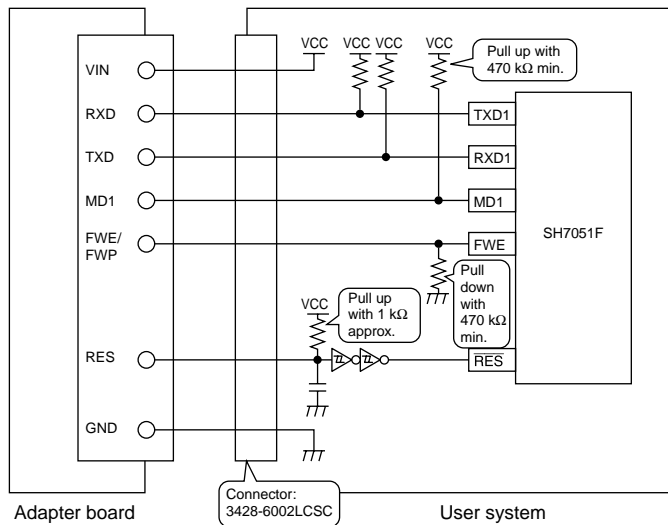 VCC
VCC VCC
VCC
Pull up with
470 kΩ min.
VIN
RXD
TXD1
TXD
RXD1
MD1
MD1
SH7051F
FWE/
FWP
FWE
Pull
down
with
470 kΩ
min.
VCC
Pull up
with 1 kΩ
approx.
RES
RES
GND
Connector:
3428-6002LCSC
Adapter board
User system